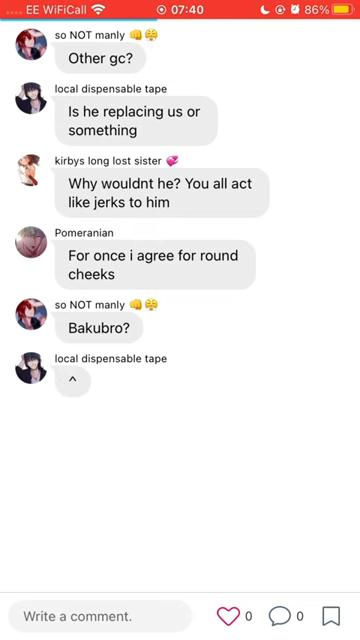 EE WiFiCall 07:40 86%
so NOT manly 👊😤
Other gc?
local dispensable tape
Is he replacing us or
something
kirbys long lost sister 💞
Why wouldnt he? You all act
like jerks to him
Pomeranian
For once i agree for round
cheeks
so NOT manly 👊😤
Bakubro?
local dispensable tape
^
Write a comment. 0 0